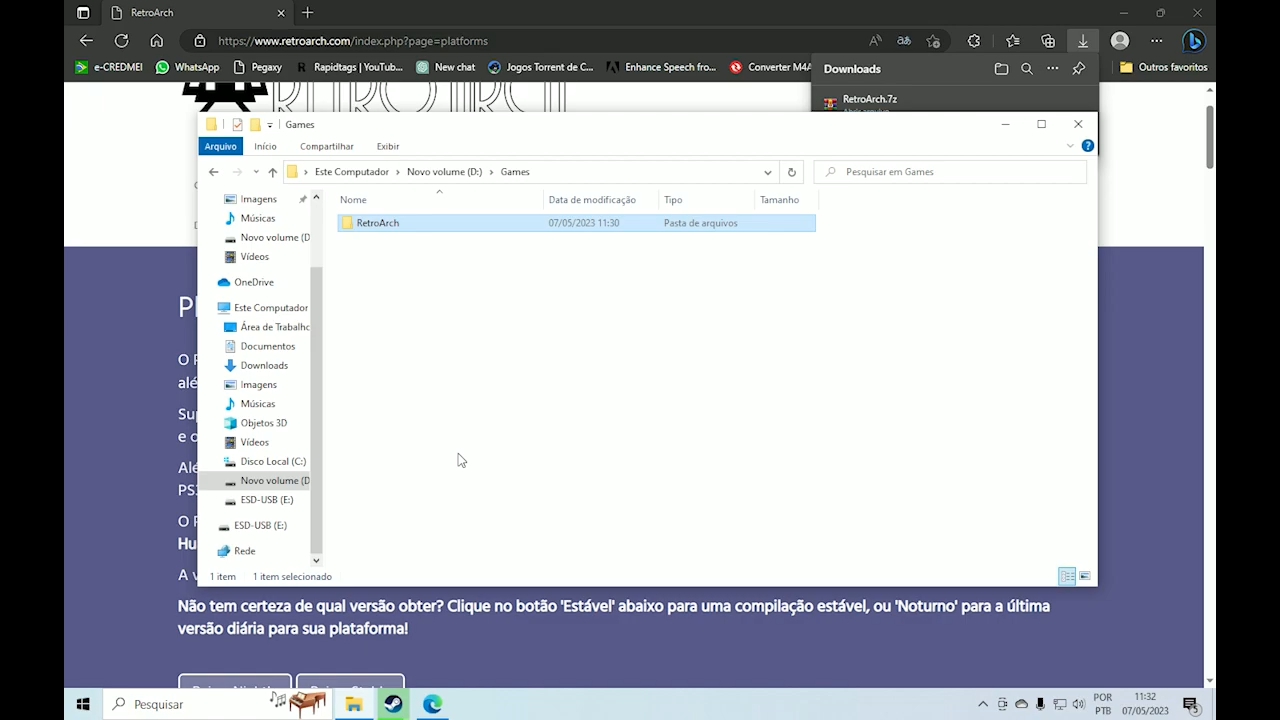 RetroArch
https://www.retroarch.com/index.php?page=platforms
e-CREDMEI
WhatsApp
Pegaxy
Rapidtags | YouTub...
New chat
Jogos Torrent de C...
Enhance Speech fro...
Converter M4A
Outros favoritos
Downloads
RetroArch.7z
Abrir arquivo
RETROARCH
Games
Arquivo
Início
Compartilhar
Exibir
Este Computador
Novo volume (D:)
Games
Pesquisar em Games
Imagens
Músicas
Novo volume (D
Vídeos
OneDrive
Este Computador
Área de Trabalho
Documentos
Downloads
Imagens
Músicas
Objetos 3D
Vídeos
Disco Local (C:)
Novo volume (D
ESD-USB (E:)
ESD-USB (E:)
Rede
Nome
Data de modificação
Tipo
Tamanho
RetroArch
07/05/2023 11:30
Pasta de arquivos
1 item
1 item selecionado
Não tem certeza de qual versão obter? Clique no botão 'Estável' abaixo para uma compilação estável, ou 'Noturno' para a última
versão diária para sua plataforma!
Pesquisar
POR
PTB
11:32
07/05/2023
5